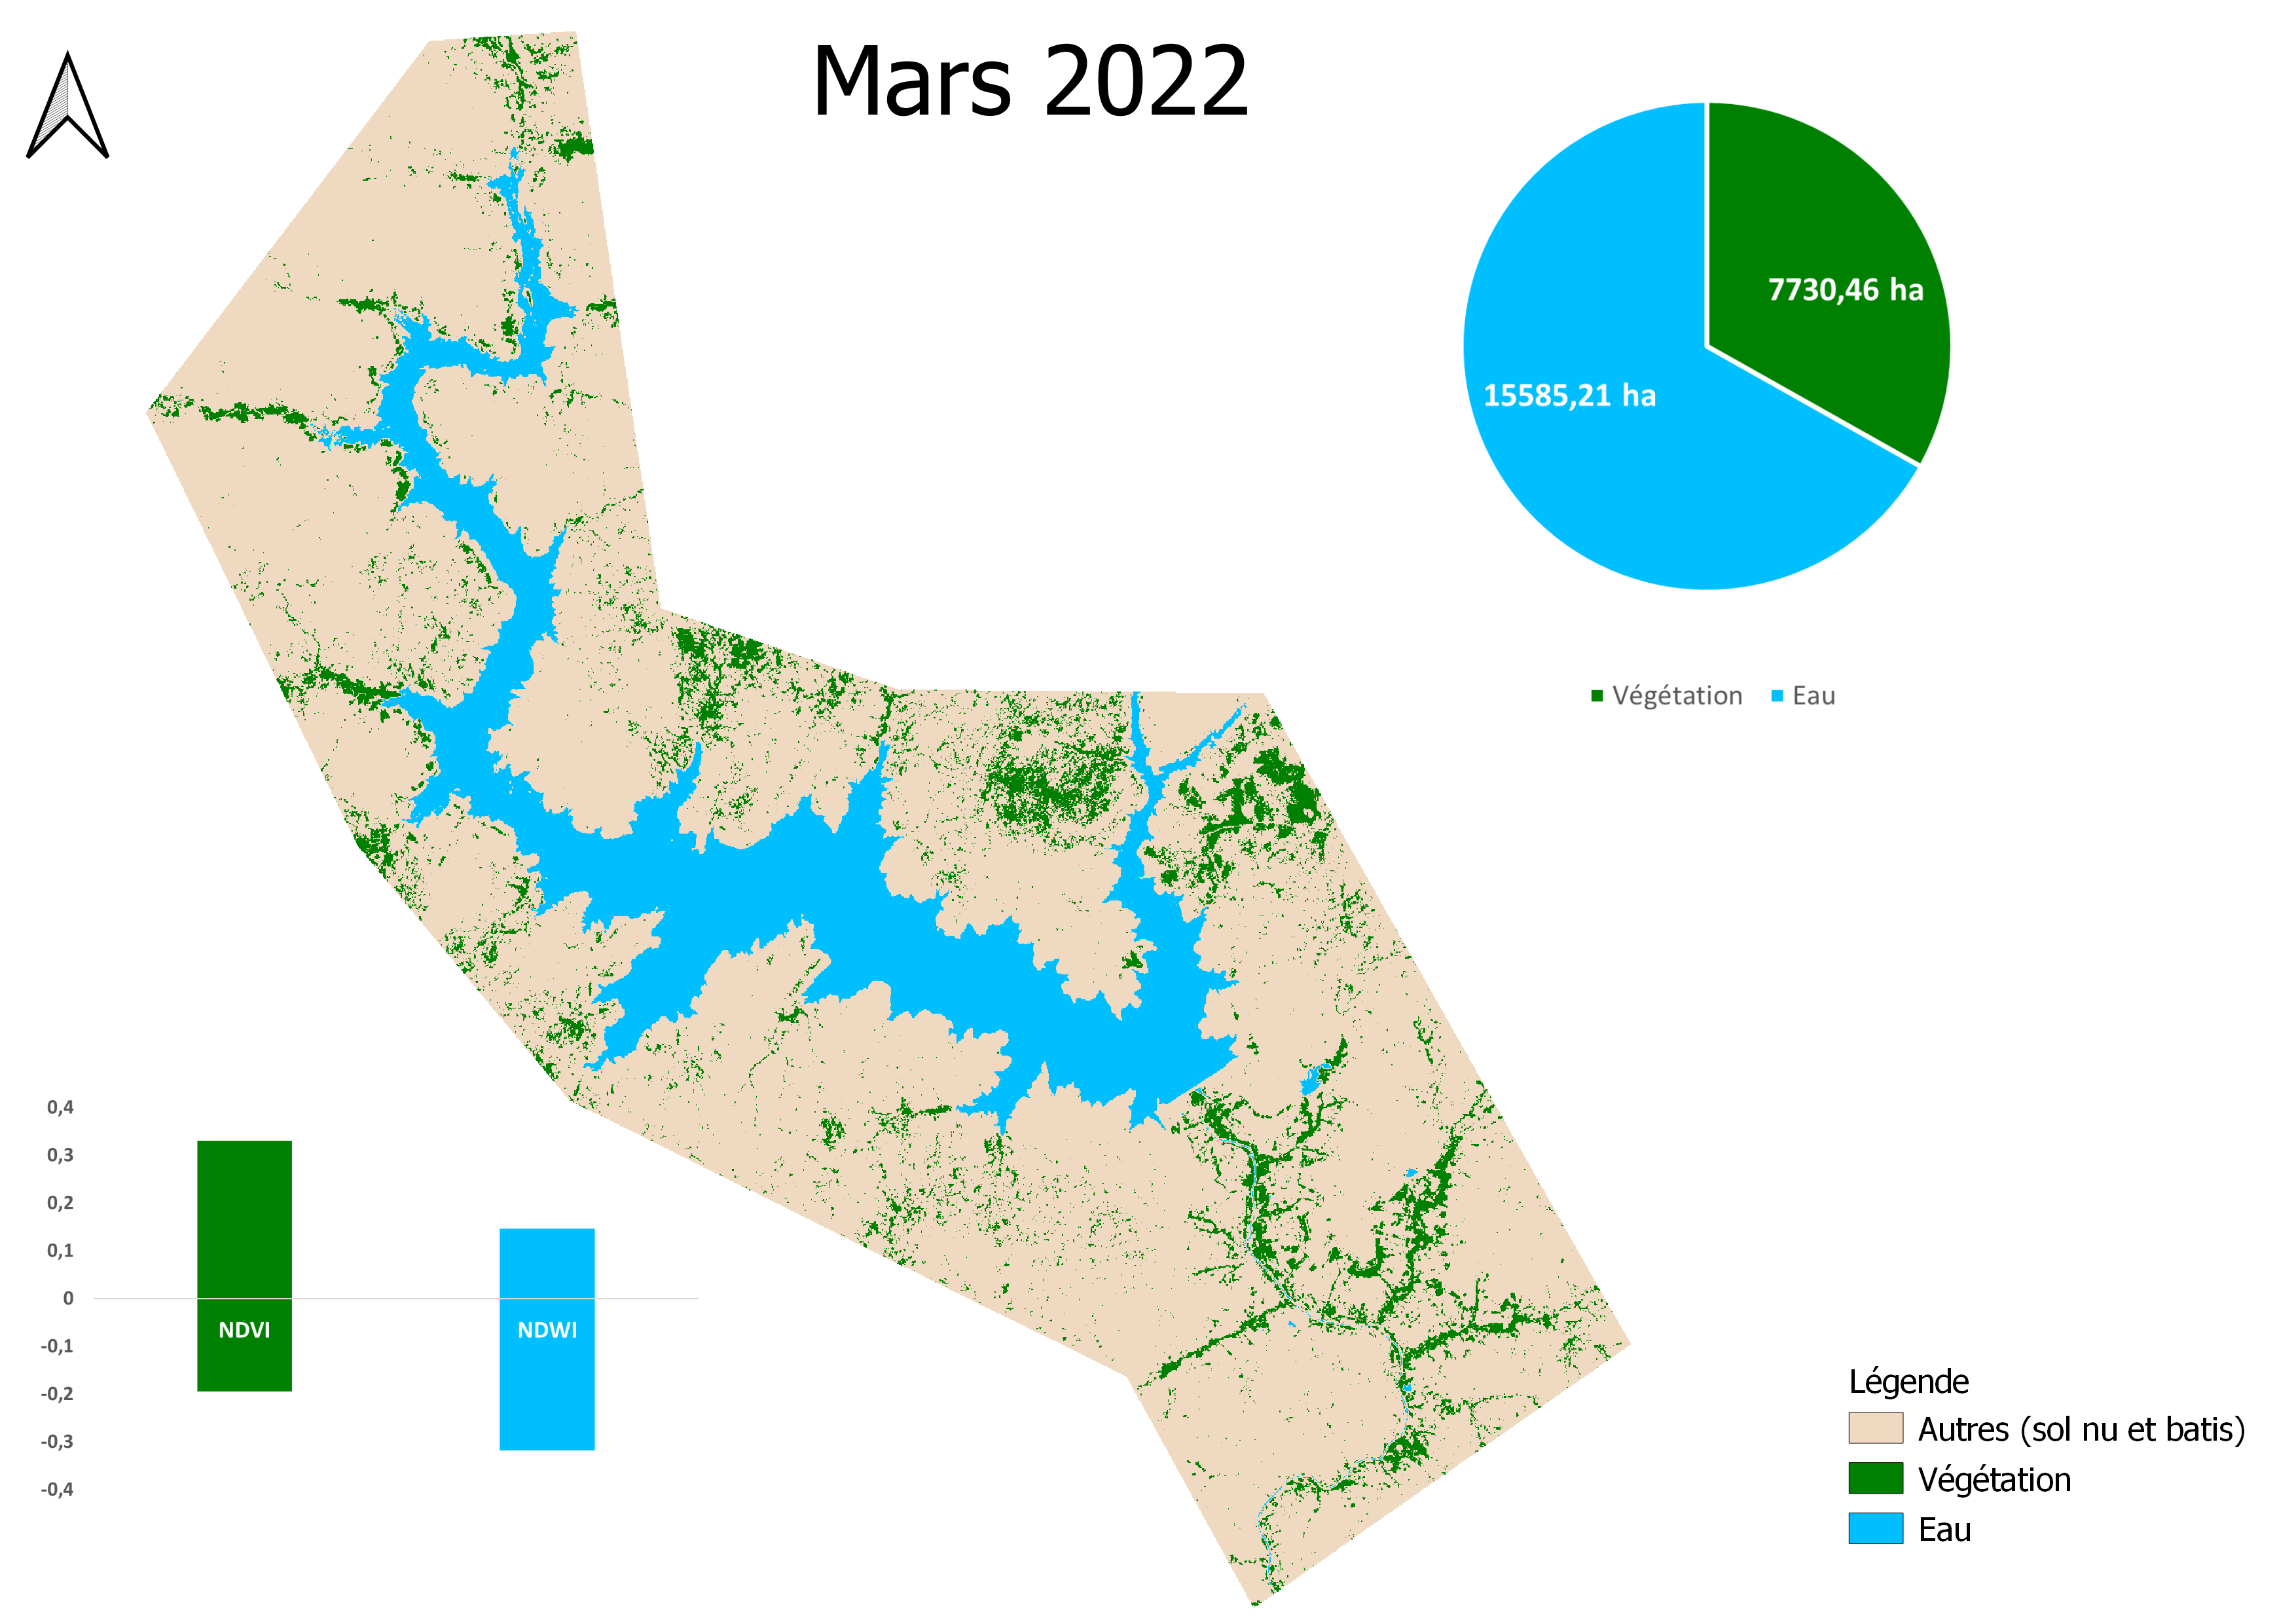 Mars 2022
7730,46 ha
15585,21 ha
Végétation
Eau
0,4
0,3
0,2
0,1
0
-0,1
-0,2
-0,3
-0,4
NDVI
NDWI
Légende
Autres (sol nu et batis)
Végétation
Eau